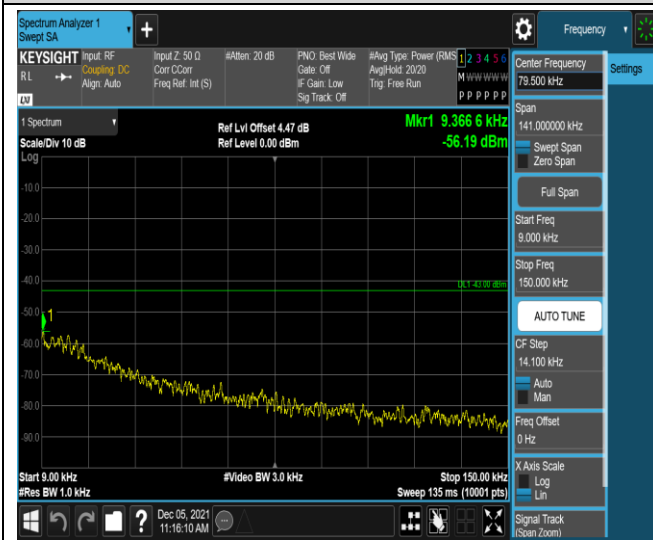 Spectrum Analyzer 1
Swept SA
+
Frequency
KEYSIGHT
RL
LXI
Input: RF
Coupling: DC
Align: Auto
Input Z: 50 Ω
Corr CCorr
Freq Ref: Int (S)
#Atten: 20 dB
PNO: Best Wide
Gate: Off
IF Gain: Low
Sig Track: Off
#Avg Type: Power (RMS
Avg|Hold: 20/20
Trig: Free Run
1 2 3 4 5 6
M W W W W W
P P P P P P
Center Frequency
79.500 kHz
Settings
1 Spectrum
Scale/Div 10 dB
Log
Ref Lvl Offset 4.47 dB
Ref Level 0.00 dBm
Mkr1 9.366 6 kHz
-56.19 dBm
Span
141.000000 kHz
Swept Span
Zero Span
Full Span
Start Freq
9.000 kHz
Stop Freq
150.000 kHz
AUTO TUNE
CF Step
14.100 kHz
Auto
Man
Freq Offset
0 Hz
X Axis Scale
Log
Lin
Signal Track
(Span Zoom)
-10.0
-20.0
-30.0
-40.0
-50.0
-60.0
-70.0
-80.0
-90.0
DL1 -43.00 dBm
1
Start 9.00 kHz
#Res BW 1.0 kHz
#Video BW 3.0 kHz
Stop 150.00 kHz
Sweep 135 ms (10001 pts)
?
Dec 05, 2021
11:16:10 AM